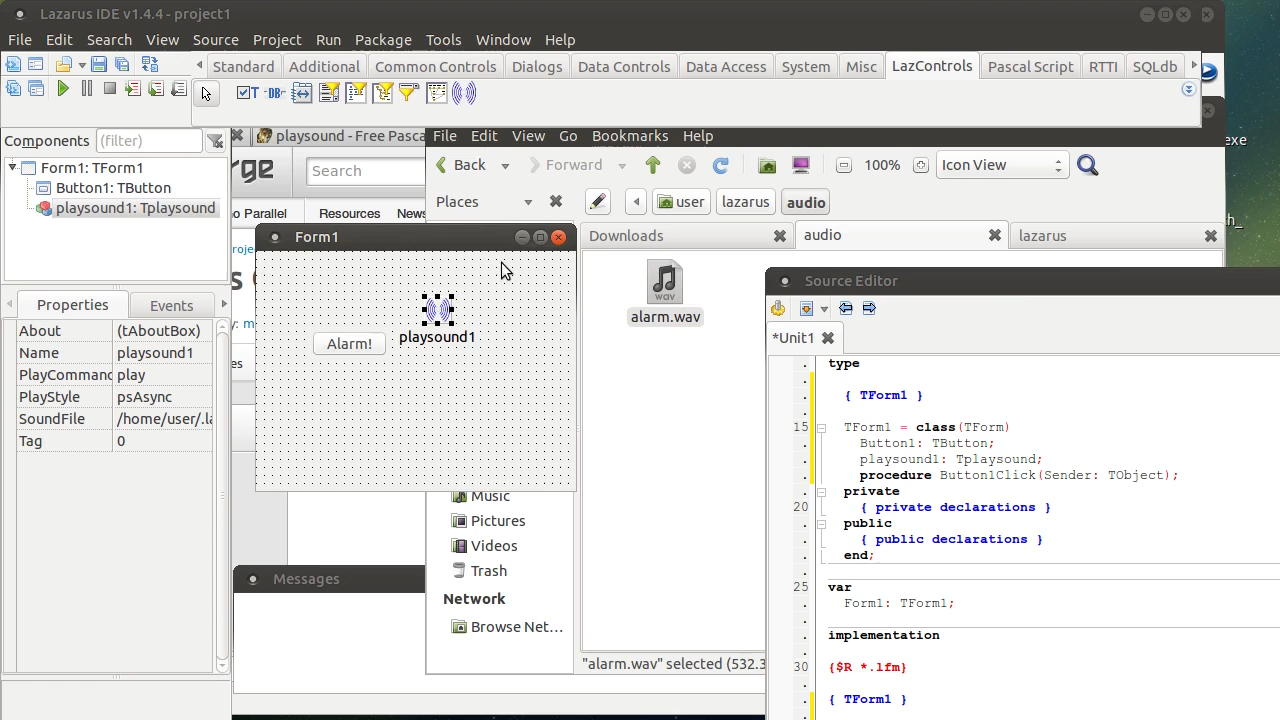 Lazarus IDE v1.4.4 - project1
File Edit Search View Source Project Run Package Tools Window Help
Standard Additional Common Controls Dialogs Data Controls Data Access System Misc LazControls Pascal Script RTTI SQLdb
Components (filter)
Form1: TForm1
Button1: TButton
playsound1: Tplaysound
Properties Events
About (tAboutBox)
Name playsound1
PlayCommand play
PlayStyle psAsync
SoundFile /home/user/.la
Tag 0
playsound - Free Pasca
rge Search
o Parallel Resources News
File Edit View Go Bookmarks Help
Back Forward 100% Icon View
Places user lazarus audio
Downloads audio lazarus
alarm.wav
Form1
Alarm!
playsound1
Music
Pictures
Videos
Trash
Network
Browse Net...
"alarm.wav" selected (532.3
Messages
exe
Source Editor
*Unit1
type
{ TForm1 }
15 TForm1 = class(TForm)
Button1: TButton;
playsound1: Tplaysound;
procedure Button1Click(Sender: TObject);
private
20 { private declarations }
public
{ public declarations }
end;
25 var
Form1: TForm1;
implementation
30 {$R *.lfm}
{ TForm1 }